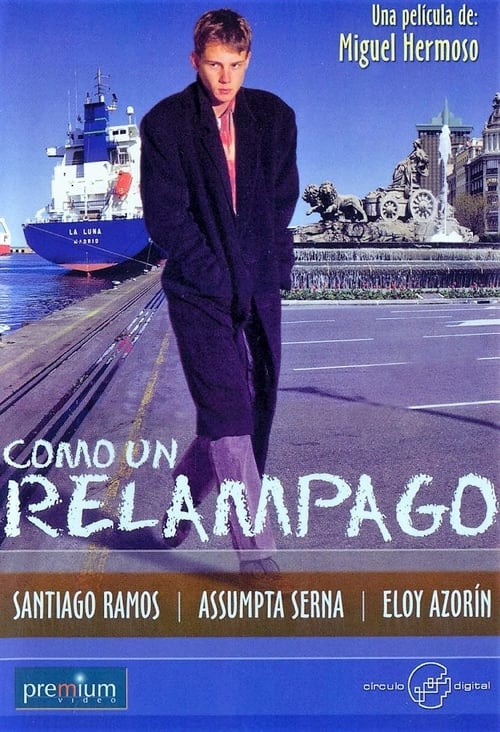 Una película de:
Miguel Hermoso
LA LUNA
MADRID
COMO UN
RELAMPAGO
SANTIAGO RAMOS | ASSUMPTA SERNA | ELOY AZORÍN
premium
video
círculo digital